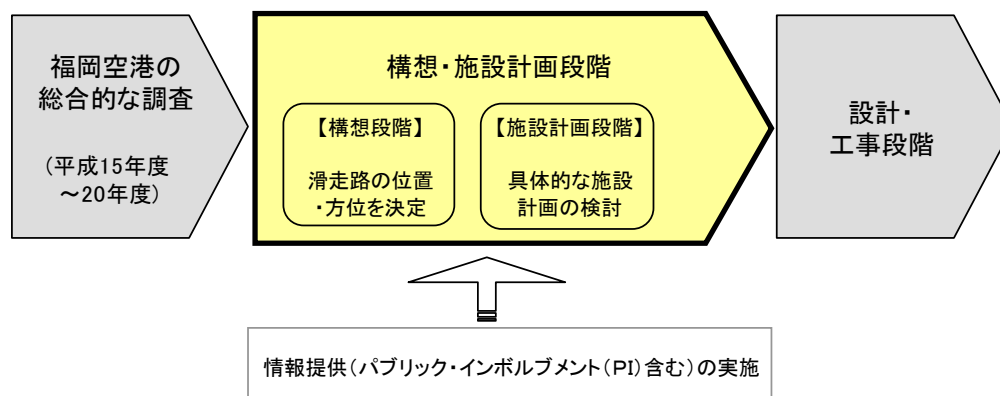 福岡空港の
総合的な調査
(平成15年度
～20年度)
構想・施設計画段階
【構想段階】
滑走路の位置
・方位を決定
【施設計画段階】
具体的な施設
計画の検討
設計・
工事段階
情報提供(パブリック・インボルブメント(PI)含む)の実施